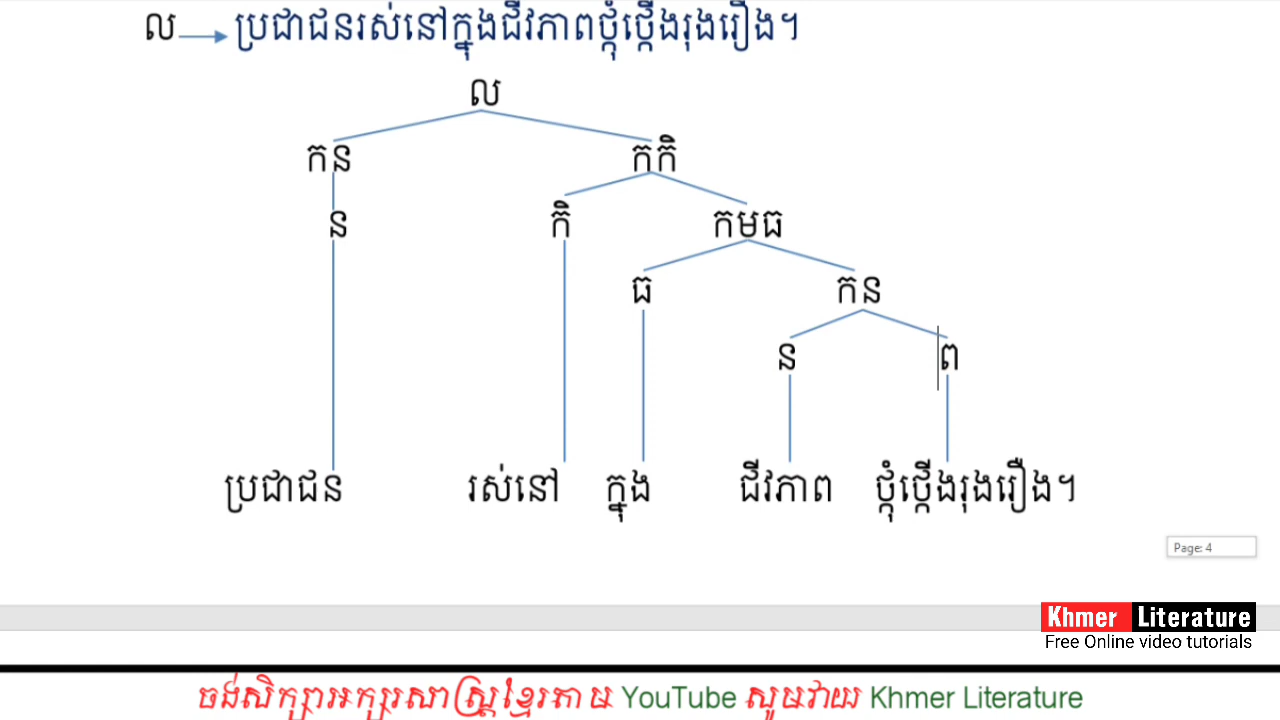 ល ប្រជាជនរស់នៅក្នុងជីវភាពថ្កុំថ្កើងរុងរឿង។
ល
កន កកិ
ន កិ កមធ
ធ កន
ន ព
ប្រជាជន រស់នៅ ក្នុង ជីវភាព ថ្កុំថ្កើងរុងរឿង។
Page: 4
Khmer Literature
Free Online video tutorials
ចង់សិក្សាអក្សរសាស្ត្រខ្មែរតាម YouTube សូមវាយ Khmer Literature